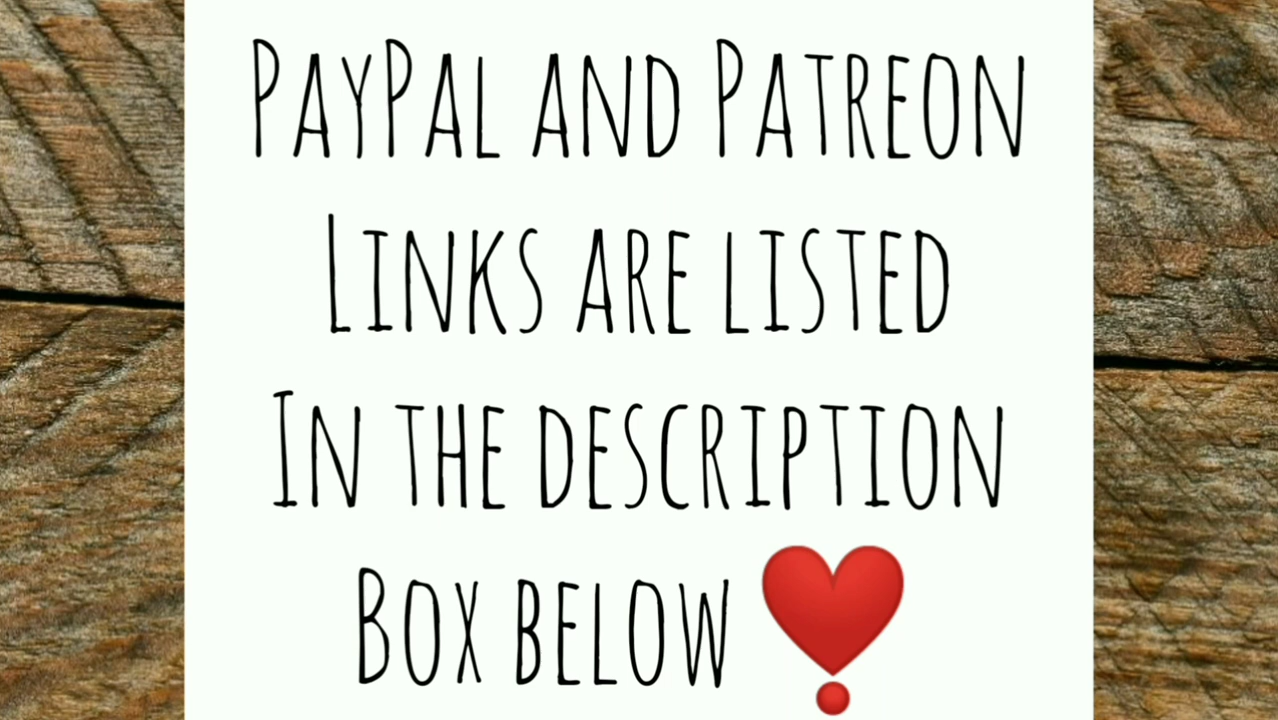 PayPal and Patreon
Links are listed
In the description
Box below ❣